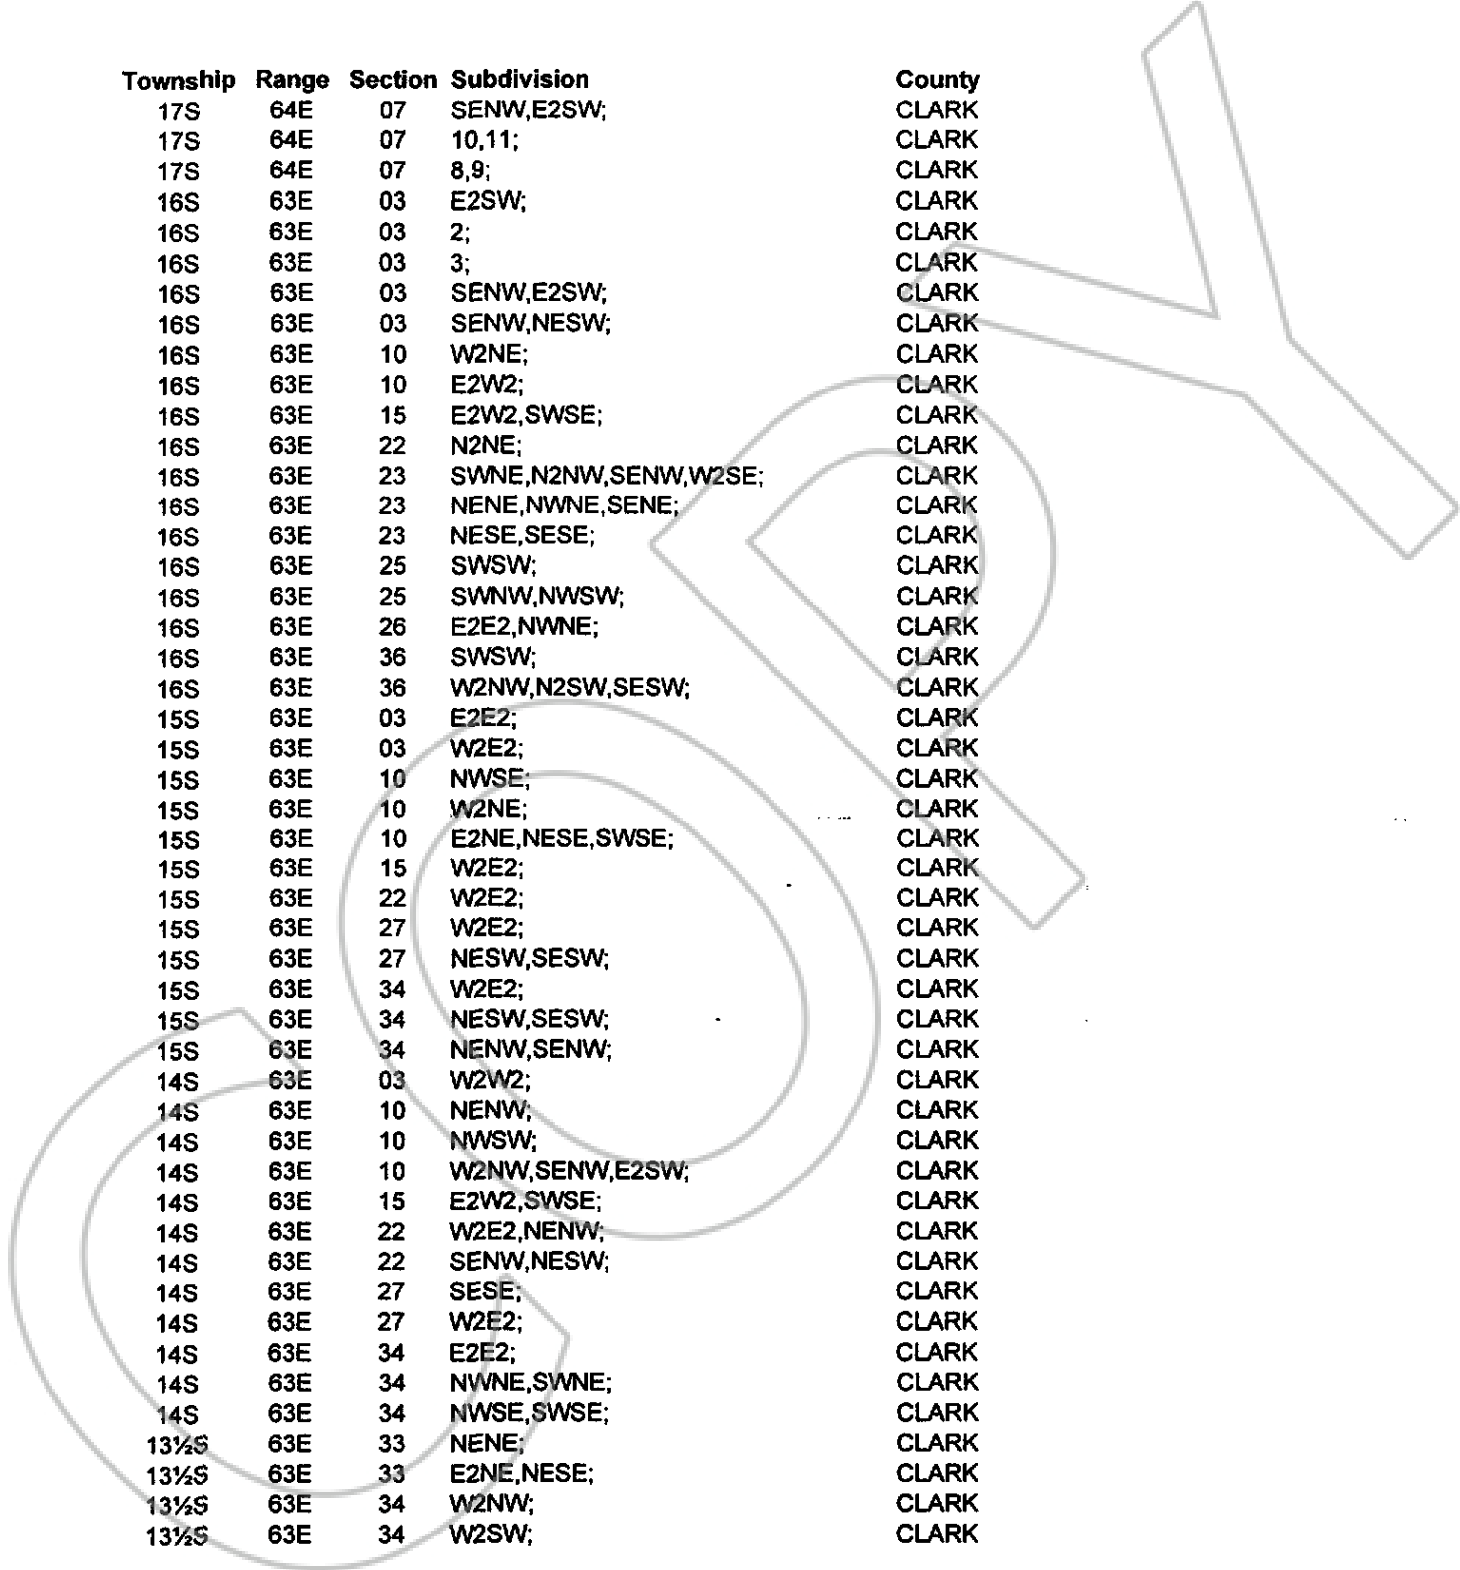 Township Range Section Subdivision County
17S 64E 07 SENW,E2SW; CLARK
17S 64E 07 10,11; CLARK
17S 64E 07 8,9; CLARK
16S 63E 03 E2SW; CLARK
16S 63E 03 2; CLARK
16S 63E 03 3; CLARK
16S 63E 03 SENW,E2SW; CLARK
16S 63E 03 SENW,NESW; CLARK
16S 63E 10 W2NE; CLARK
16S 63E 10 E2W2; CLARK
16S 63E 15 E2W2,SWSE; CLARK
16S 63E 22 N2NE; CLARK
16S 63E 23 SWNE,N2NW,SENW,W2SE; CLARK
16S 63E 23 NENE,NWNE,SENE; CLARK
16S 63E 23 NESE,SESE; CLARK
16S 63E 25 SWSW; CLARK
16S 63E 25 SWNW,NWSW; CLARK
16S 63E 26 E2E2,NWNE; CLARK
16S 63E 36 SWSW; CLARK
16S 63E 36 W2NW,N2SW,SESW; CLARK
15S 63E 03 E2E2; CLARK
15S 63E 03 W2E2; CLARK
15S 63E 10 NWSE; CLARK
15S 63E 10 W2NE; CLARK
15S 63E 10 E2NE,NESE,SWSE; CLARK
15S 63E 15 W2E2; CLARK
15S 63E 22 W2E2; CLARK
15S 63E 27 W2E2; CLARK
15S 63E 27 NESW,SESW; CLARK
15S 63E 34 W2E2; CLARK
15S 63E 34 NESW,SESW; CLARK
15S 63E 34 NENW,SENW; CLARK
14S 63E 03 W2W2; CLARK
14S 63E 10 NENW; CLARK
14S 63E 10 NWSW; CLARK
14S 63E 10 W2NW,SENW,E2SW; CLARK
14S 63E 15 E2W2,SWSE; CLARK
14S 63E 22 W2E2,NENW; CLARK
14S 63E 22 SENW,NESW; CLARK
14S 63E 27 SESE; CLARK
14S 63E 27 W2E2; CLARK
14S 63E 34 E2E2; CLARK
14S 63E 34 NWNE,SWNE; CLARK
14S 63E 34 NWSE,SWSE; CLARK
13½S 63E 33 NENE; CLARK
13½S 63E 33 E2NE,NESE; CLARK
13½S 63E 34 W2NW; CLARK
13½S 63E 34 W2SW; CLARK
COPY